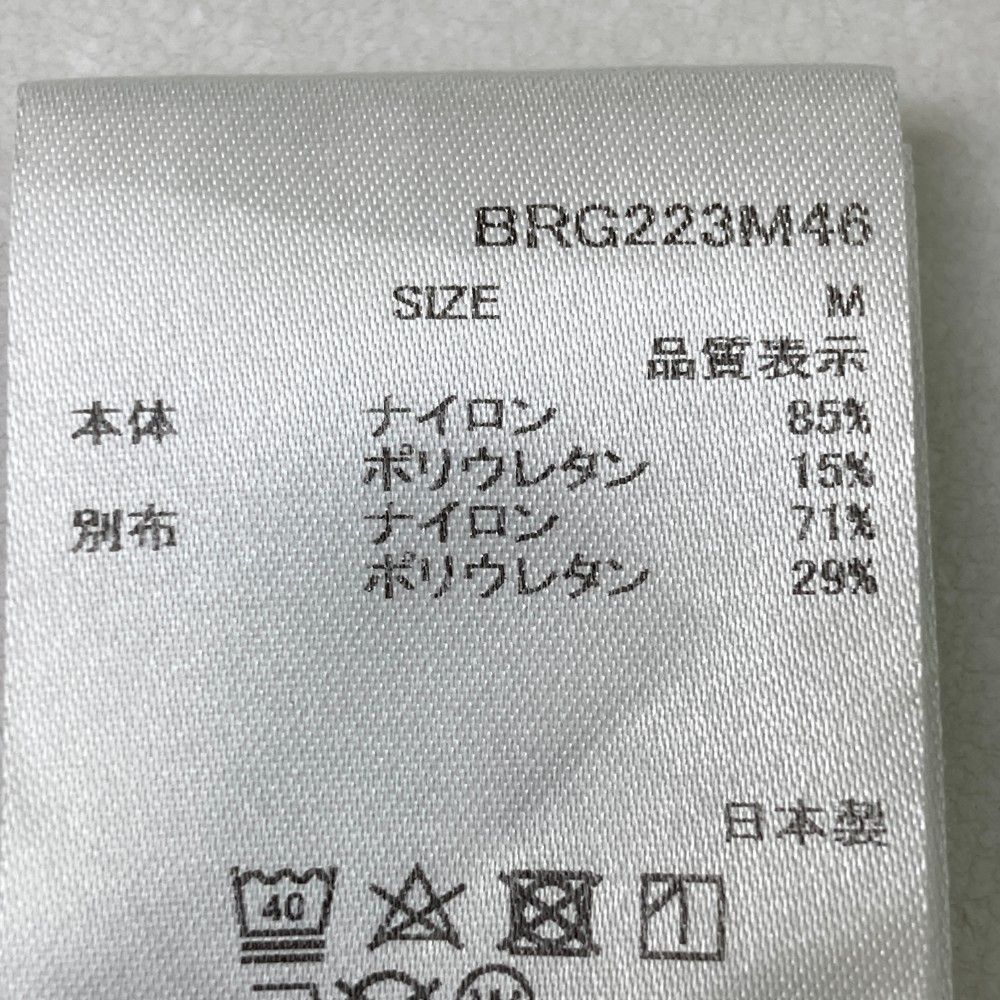 BRG223M46
SIZE M
品質表示
本体 ナイロン 85%
ポリウレタン 15%
別布 ナイロン 71%
ポリウレタン 29%
日本製
40